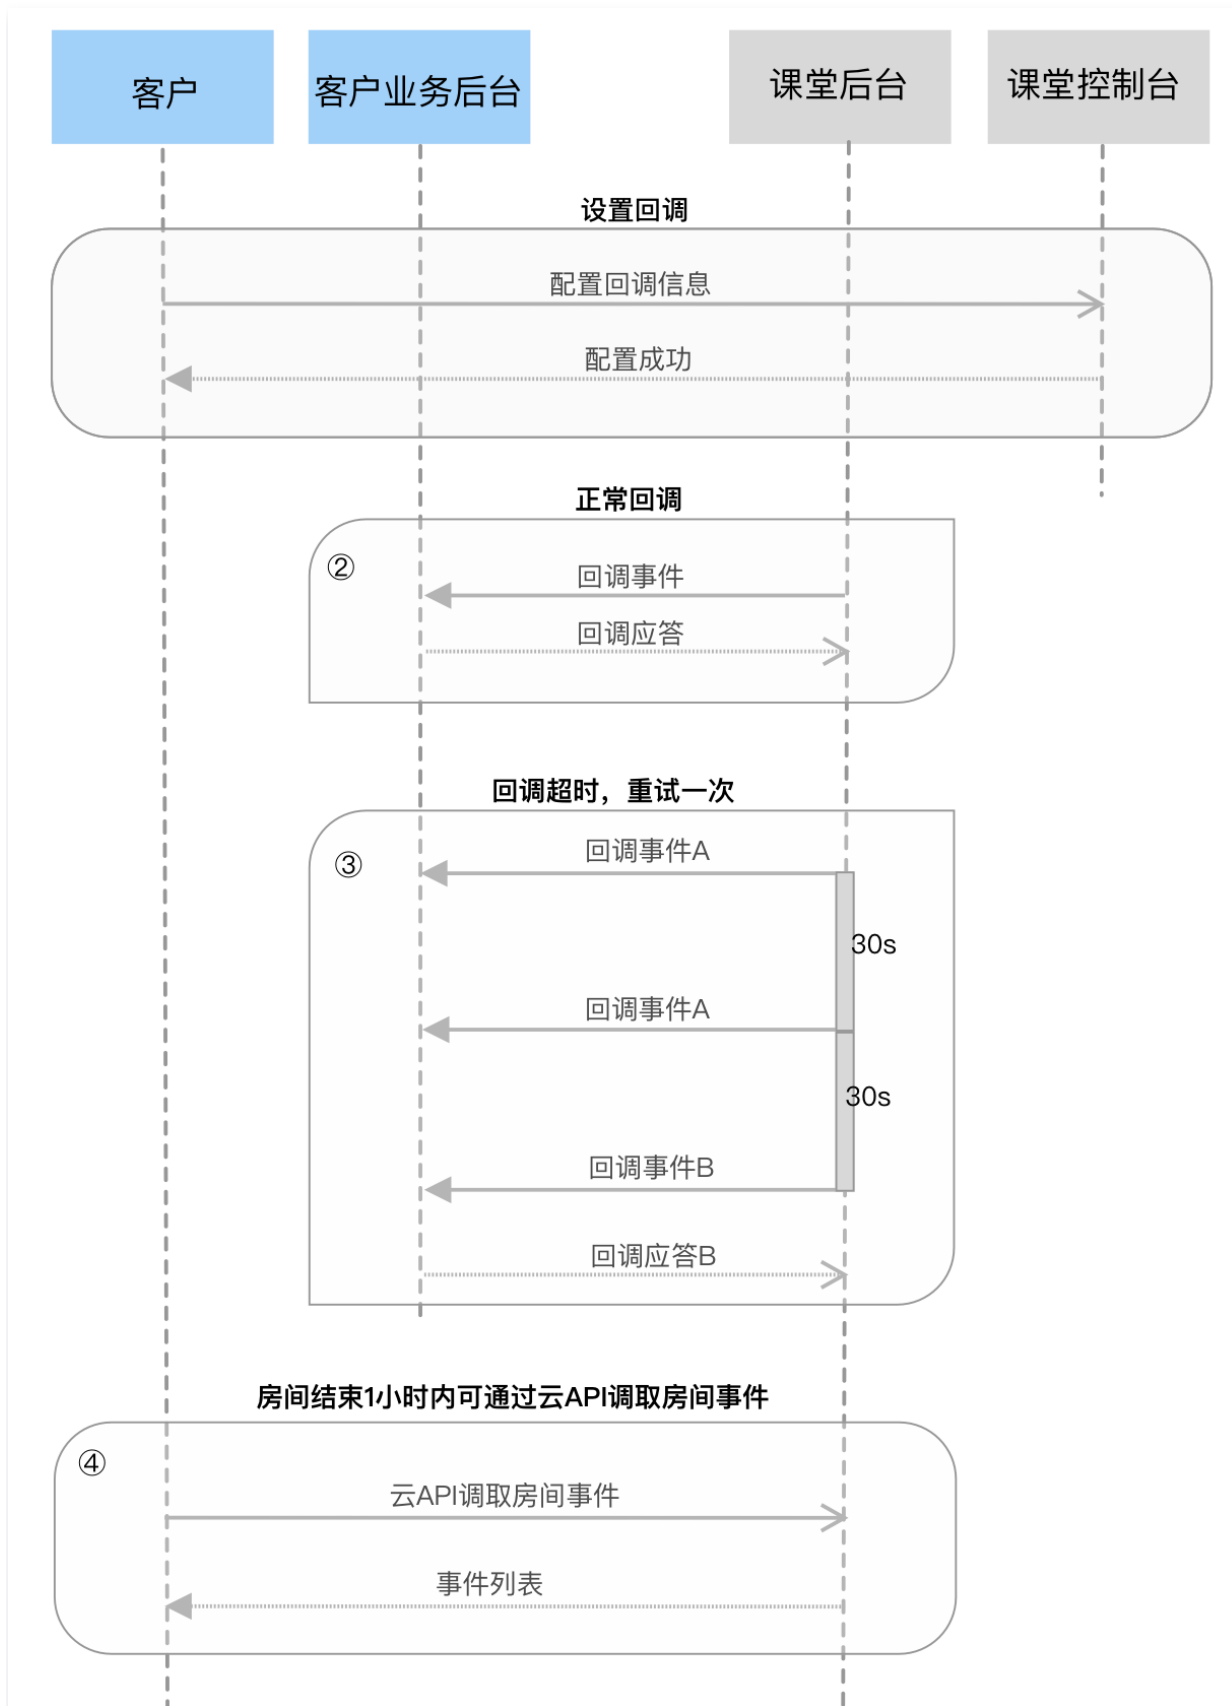 客户
客户业务后台
课堂后台
课堂控制台
设置回调
配置回调信息
配置成功
正常回调
②
回调事件
回调应答
回调超时，重试一次
③
回调事件A
30s
回调事件A
30s
回调事件B
回调应答B
房间结束1小时内可通过云API调取房间事件
④
云API调取房间事件
事件列表